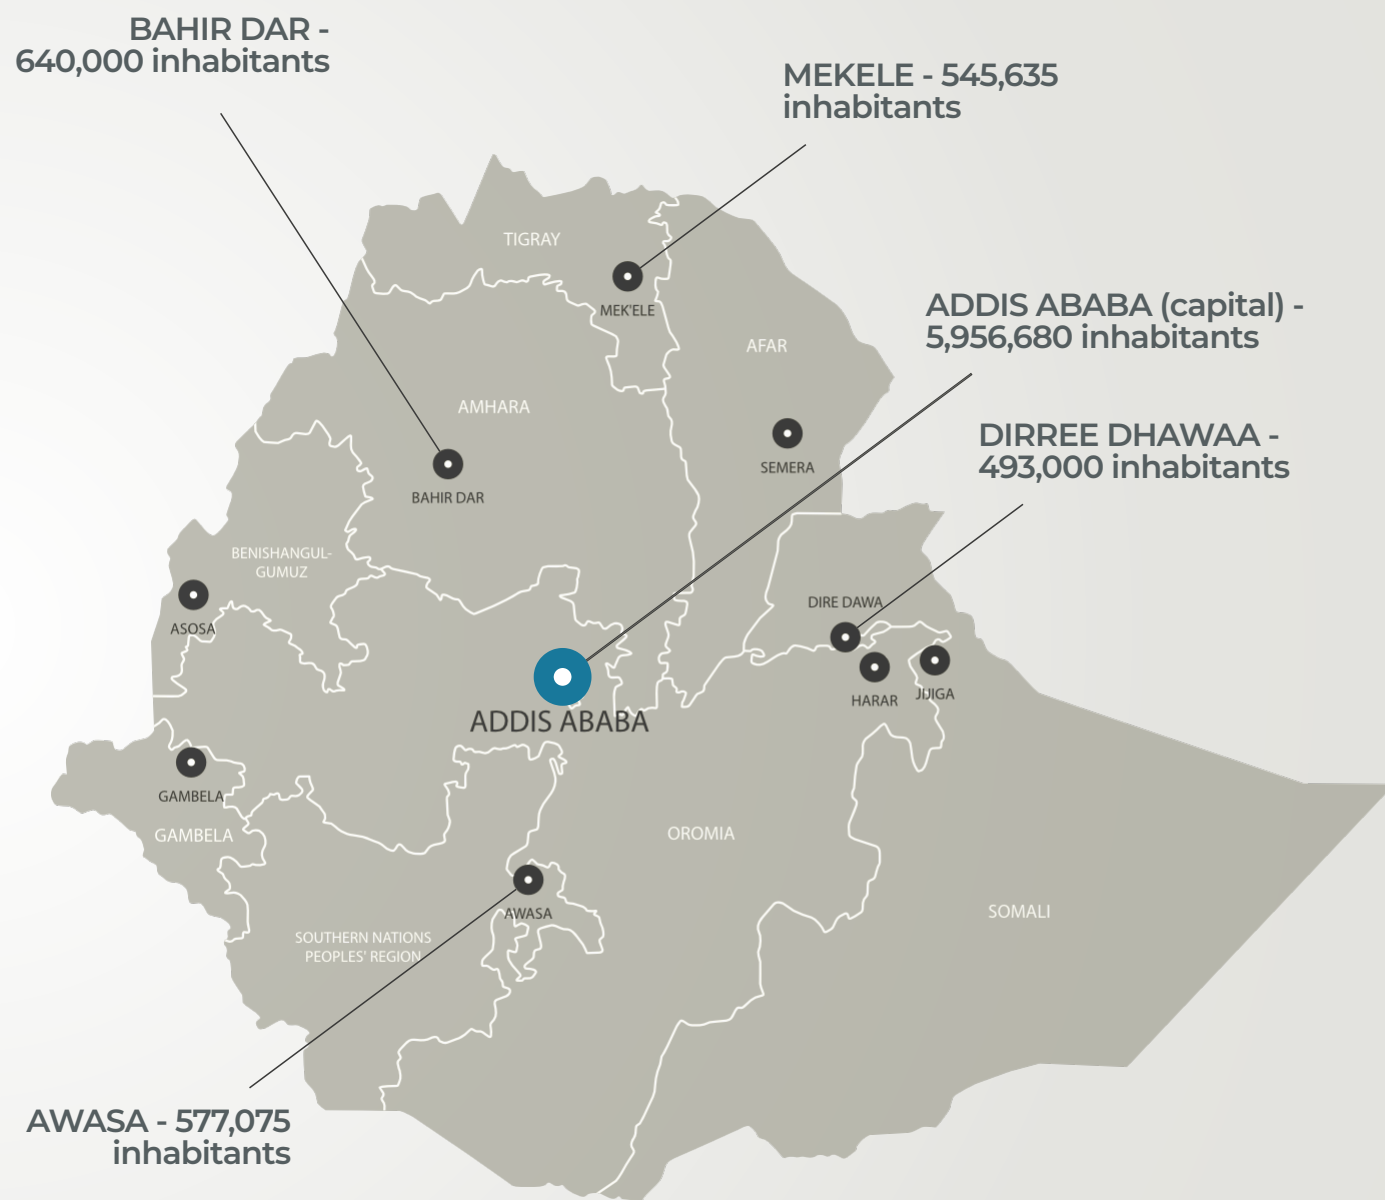 BAHIR DAR -
640,000 inhabitants
MEKELE - 545,635
inhabitants
TIGRAY
MEK'ELE
ADDIS ABABA (capital) -
5,956,680 inhabitants
AFAR
AMHARA
DIRREE DHAWAA -
493,000 inhabitants
SEMERA
BAHIR DAR
BENISHANGUL-
GUMUZ
DIRE DAWA
ASOSA
HARAR
JIJIGA
ADDIS ABABA
GAMBELA
GAMBELA
OROMIA
AWASA
SOMALI
SOUTHERN NATIONS
PEOPLES' REGION
AWASA - 577,075
inhabitants